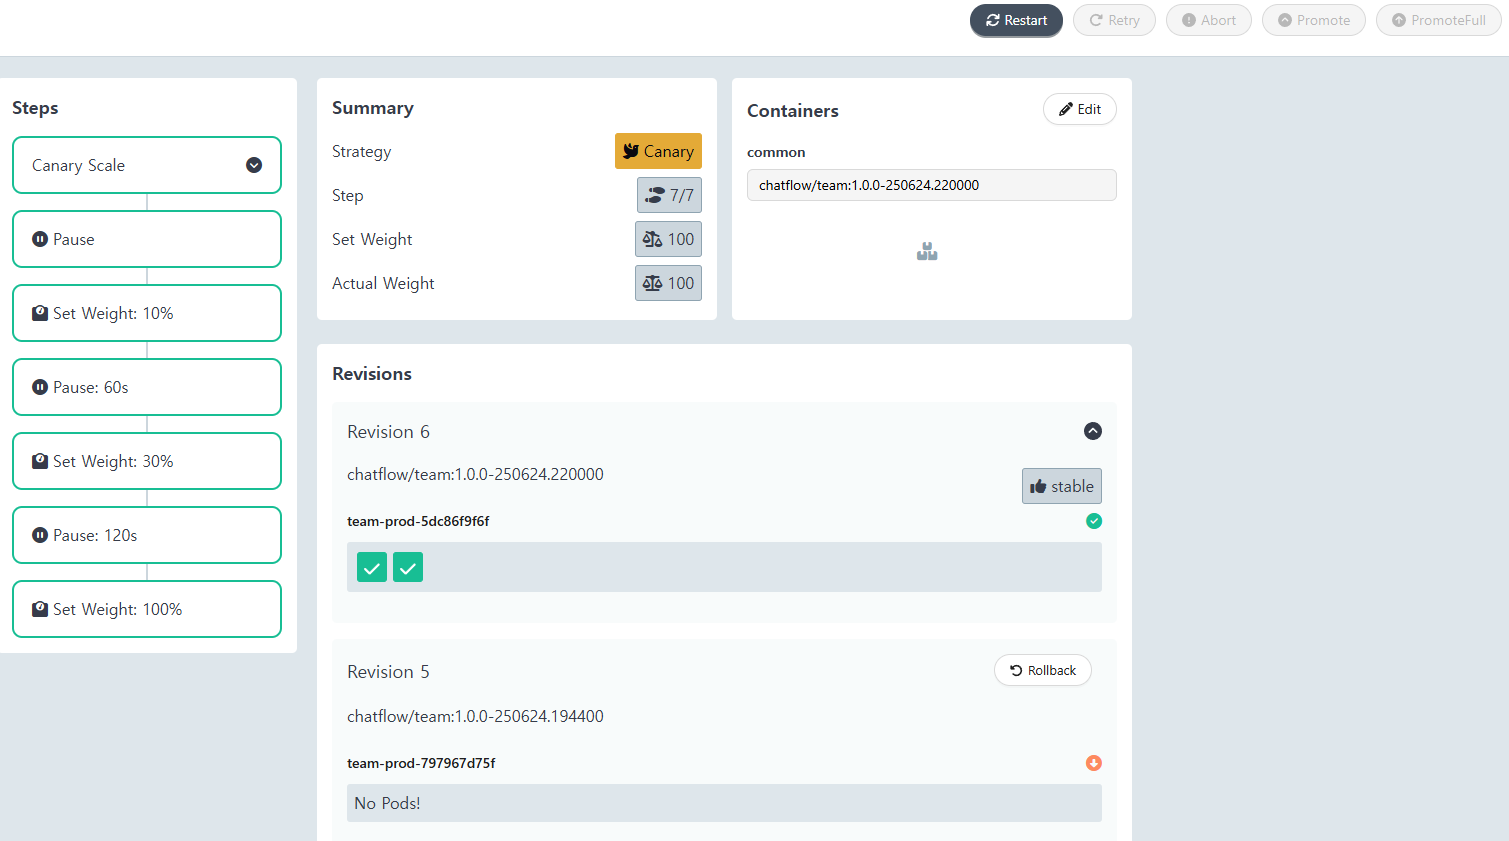 Restart
Retry
Abort
Promote
PromoteFull
Steps
Canary Scale
Pause
Set Weight: 10%
Pause: 60s
Set Weight: 30%
Pause: 120s
Set Weight: 100%
Summary
Strategy
Canary
Step
7/7
Set Weight
100
Actual Weight
100
Containers
Edit
common
chatflow/team:1.0.0-250624.220000
Revisions
Revision 6
chatflow/team:1.0.0-250624.220000
stable
team-prod-5dc86f9f6f
Revision 5
Rollback
chatflow/team:1.0.0-250624.194400
team-prod-797967d75f
No Pods!